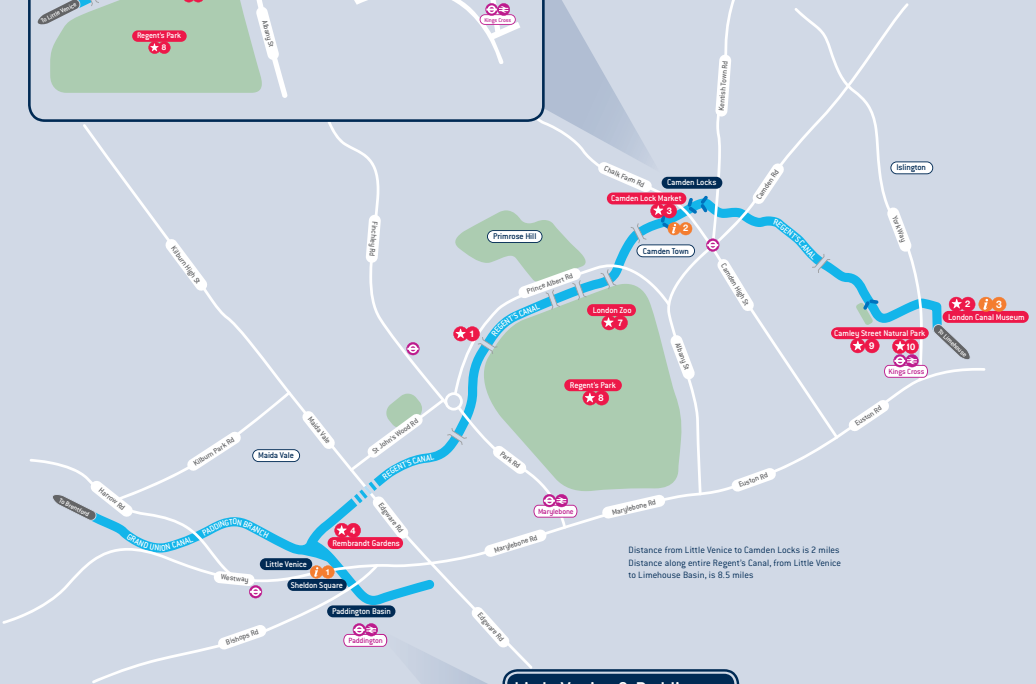 To Little Venice
Regent's Park
8
Albany St
Kings Cross
Kentish Town Rd
Chalk Farm Rd
Camden Locks
Camden Rd
Islington
Camden Lock Market
3
i 2
Camden Town
Primrose Hill
Finchley Rd
Kilburn High St
York Way
REGENT'S CANAL
Camden High St
Prince Albert Rd
REGENT'S CANAL
London Zoo
7
1
2
i 3
London Canal Museum
Camley Street Natural Park
9
10
Kings Cross
To Limehouse
Albany St
Regent's Park
8
Euston Rd
Maida Vale
St John's Wood Rd
Kilburn Park Rd
Maida Vale
REGENT'S CANAL
Park Rd
Harrow Rd
To Brentford
Euston Rd
Marylebone
Marylebone Rd
Edgware Rd
GRAND UNION CANAL
PADDINGTON BRANCH
4
Rembrandt Gardens
Marylebone Rd
Little Venice
i 1
Westway
Sheldon Square
Paddington Basin
Paddington
Bishops Rd
Edgware Rd
Distance from Little Venice to Camden Locks is 2 miles
Distance along entire Regent's Canal, from Little Venice
to Limehouse Basin, is 8.5 miles